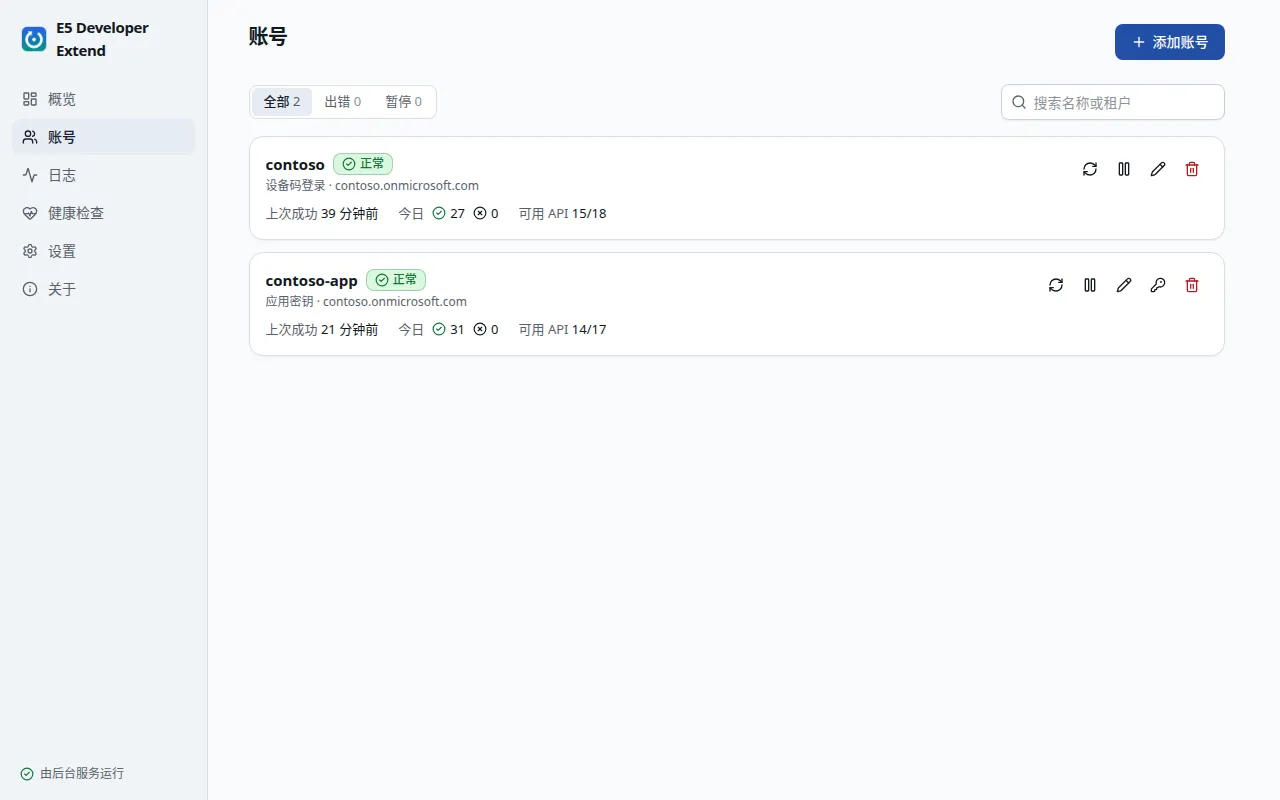 E5 Developer
Extend
概览
账号
日志
健康检查
设置
关于
由后台服务运行
账号
添加账号
全部 2 出错 0 暂停 0
搜索名称或租户
contoso 正常
设备码登录 · contoso.onmicrosoft.com
上次成功 39 分钟前 今日 27 0 可用 API 15/18
contoso-app 正常
应用密钥 · contoso.onmicrosoft.com
上次成功 21 分钟前 今日 31 0 可用 API 14/17